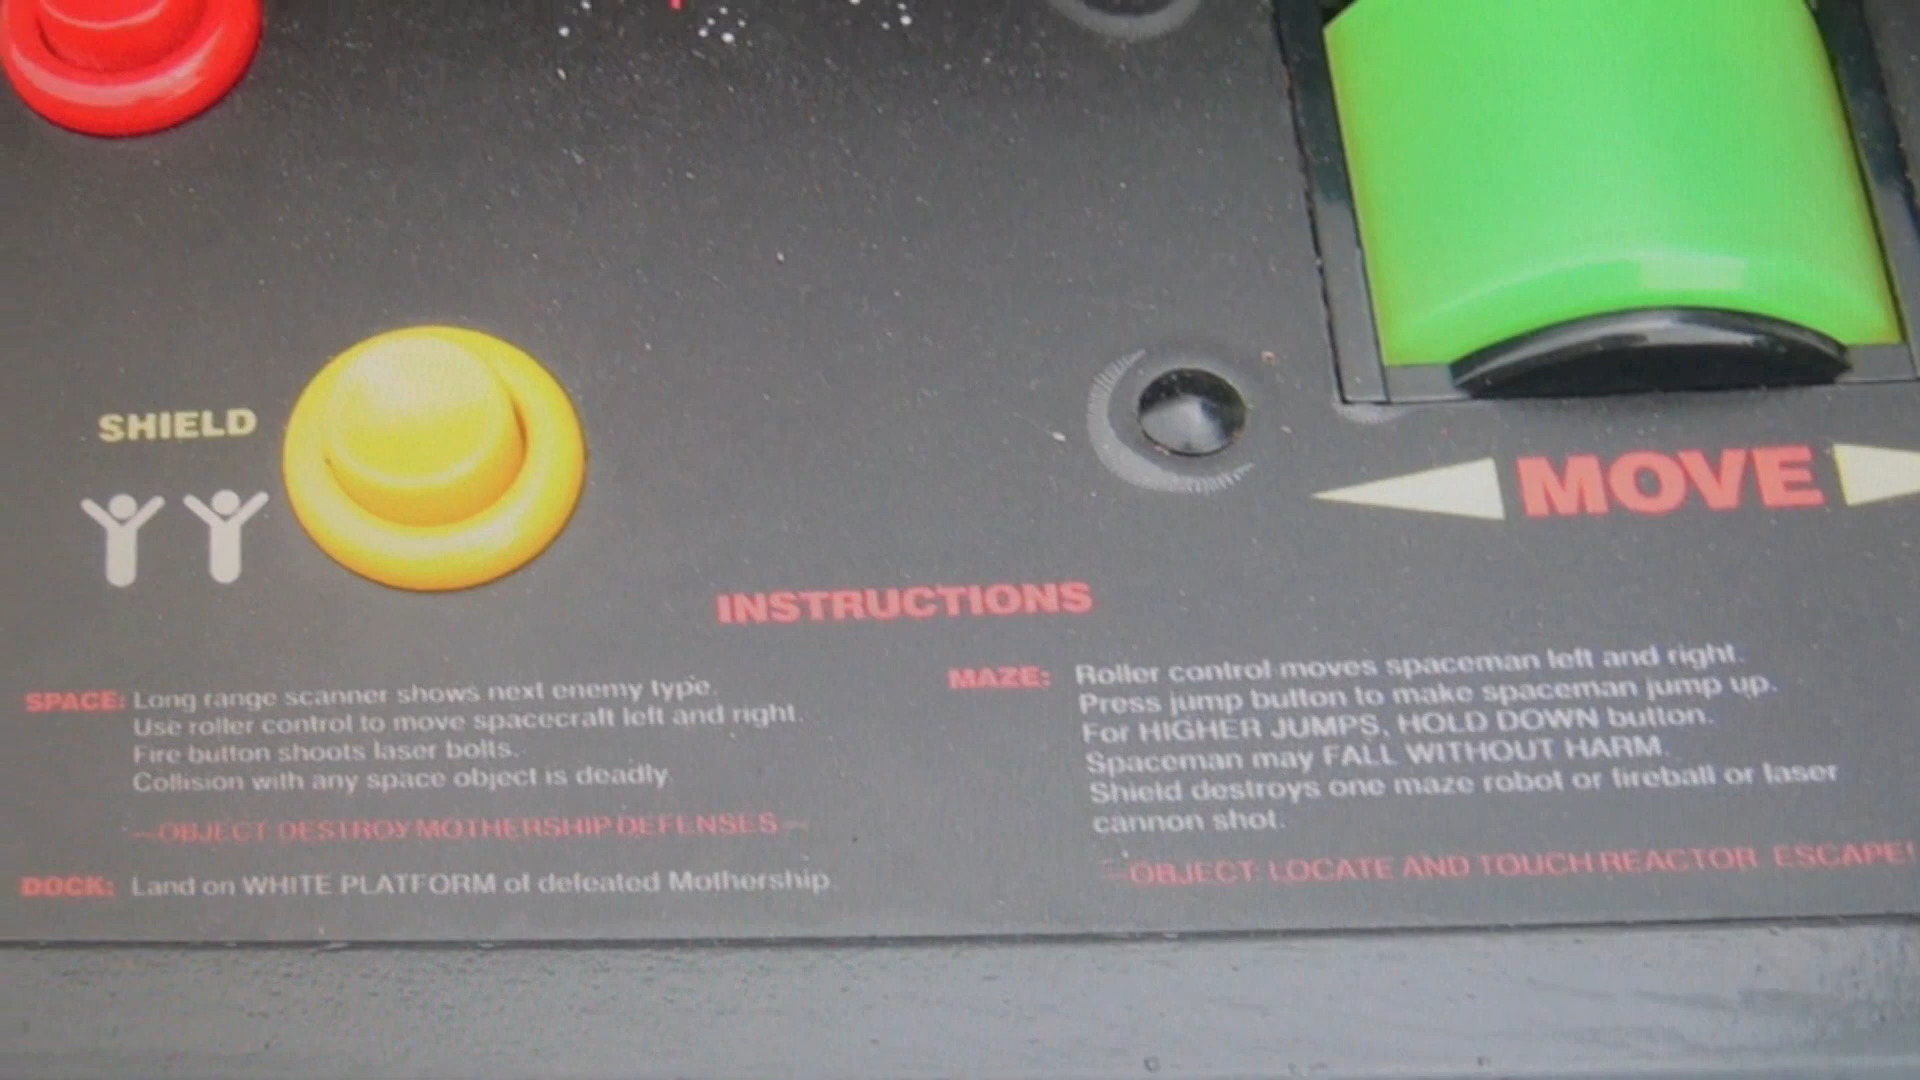 SHIELD
MOVE
INSTRUCTIONS
SPACE: Long range scanner shows next enemy type.
Use roller control to move spacecraft left and right.
Fire button shoots laser bolts.
Collision with any space object is deadly.
—OBJECT DESTROY MOTHERSHIP DEFENSES—
DOCK: Land on WHITE PLATFORM of defeated Mothership.
MAZE: Roller control moves spaceman left and right.
Press jump button to make spaceman jump up.
For HIGHER JUMPS, HOLD DOWN button.
Spaceman may FALL WITHOUT HARM.
Shield destroys one maze robot or fireball or laser
cannon shot.
—OBJECT LOCATE AND TOUCH REACTOR ESCAPE!